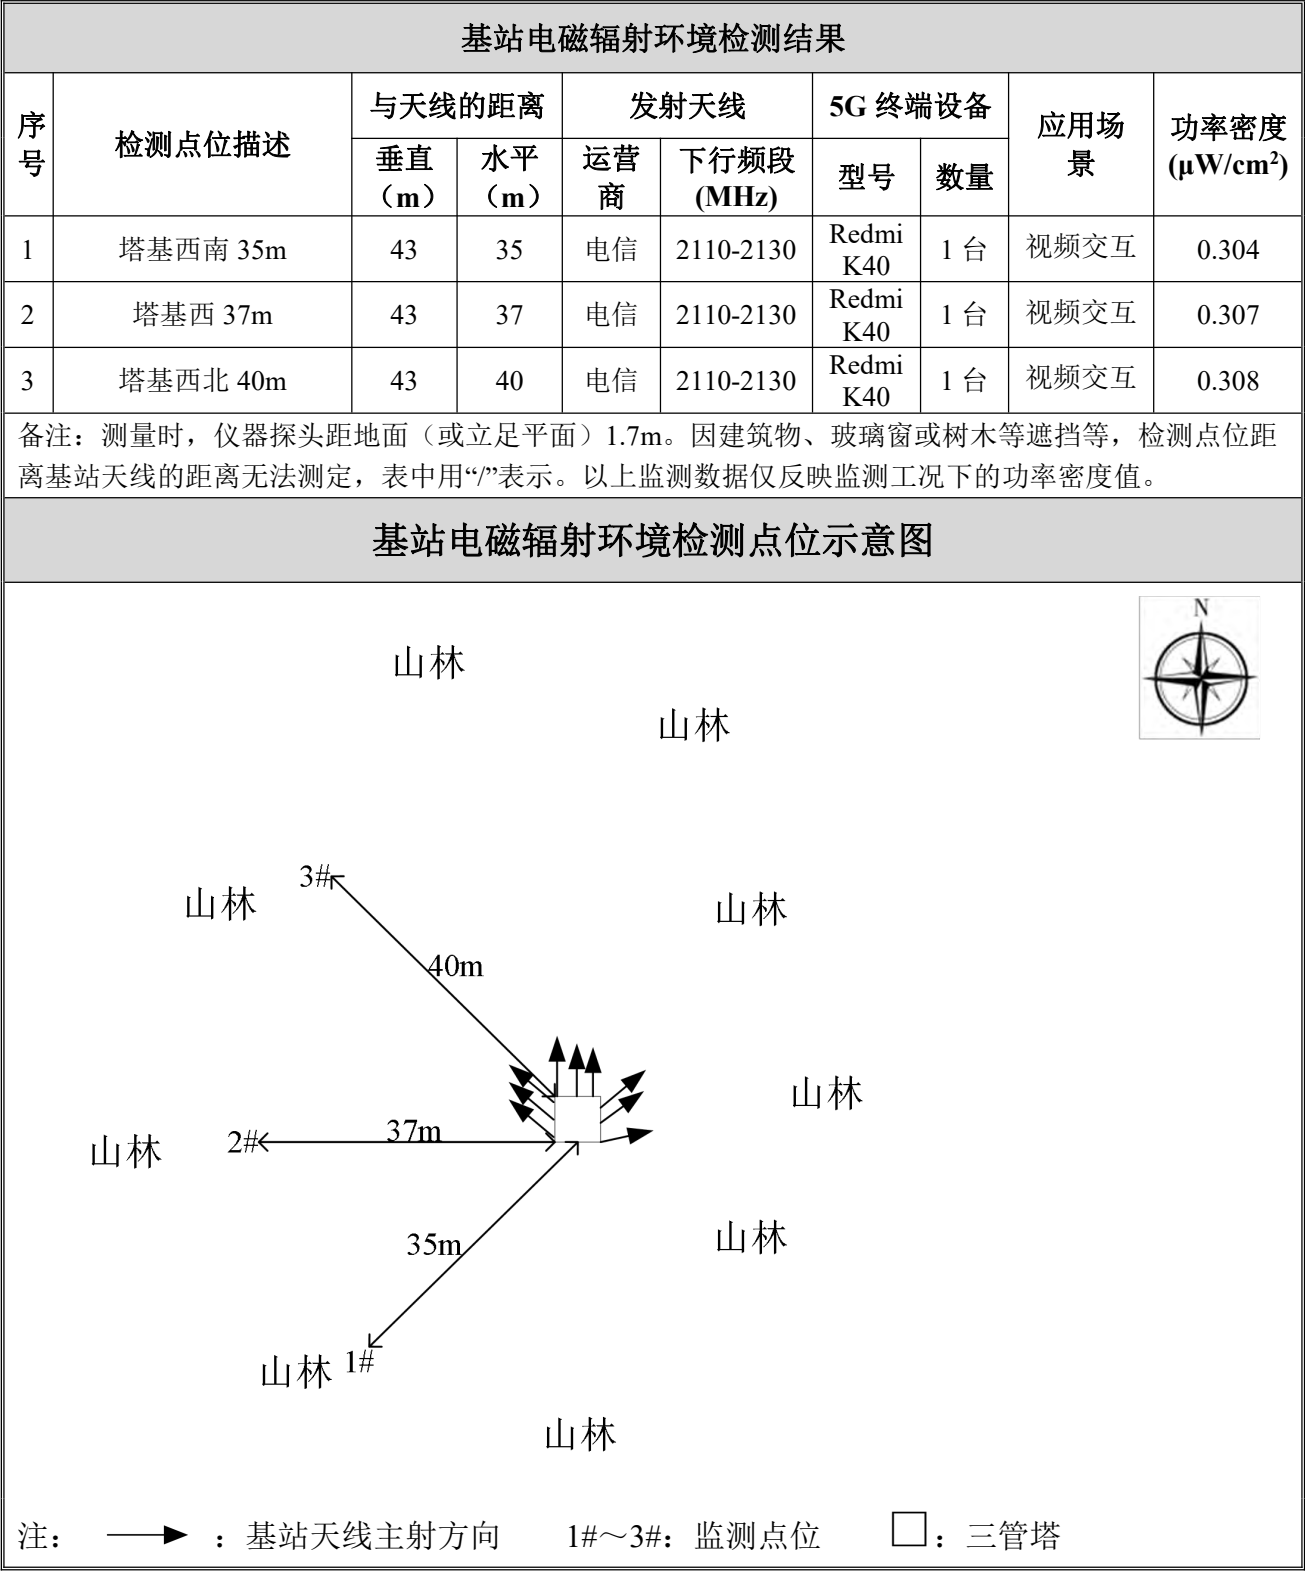 基站电磁辐射环境检测结果
序号 检测点位描述 与天线的距离 发射天线 5G 终端设备 应用场景 功率密度(μW/cm²)
垂直（m） 水平（m） 运营商 下行频段(MHz) 型号 数量
1 塔基西南 35m 43 35 电信 2110-2130 Redmi K40 1 台 视频交互 0.304
2 塔基西 37m 43 37 电信 2110-2130 Redmi K40 1 台 视频交互 0.307
3 塔基西北 40m 43 40 电信 2110-2130 Redmi K40 1 台 视频交互 0.308
备注：测量时，仪器探头距地面（或立足平面）1.7m。因建筑物、玻璃窗或树木等遮挡等，检测点位距
离基站天线的距离无法测定，表中用“/”表示。以上监测数据仅反映监测工况下的功率密度值。
基站电磁辐射环境检测点位示意图
N
山林
山林
3#
山林
山林
40m
山林
37m
2#
山林
山林
35m
1#
山林
山林
注： ：基站天线主射方向 1#～3#：监测点位 ：三管塔